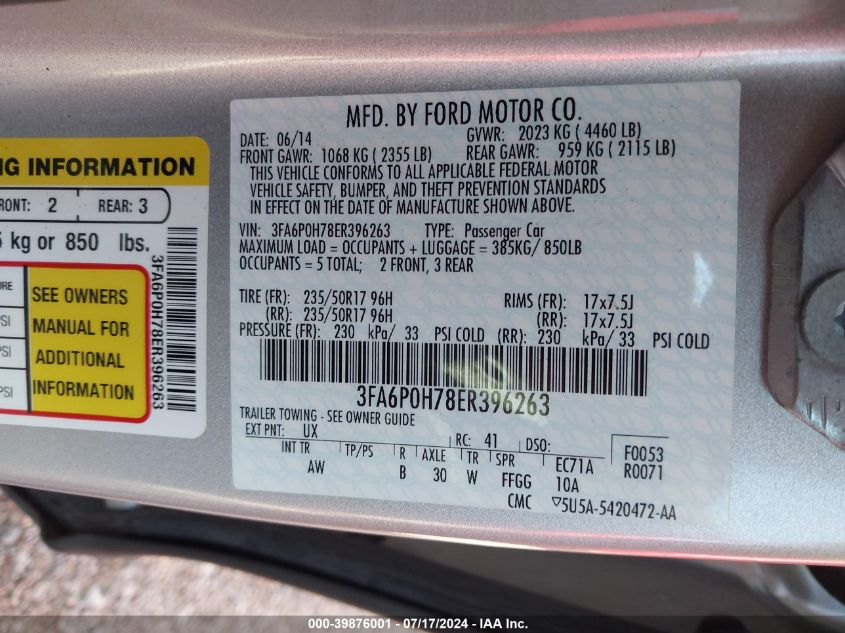 NG INFORMATION
FRONT: 2 REAR: 3
5 kg or 850 lbs.
SEE OWNERS
MANUAL FOR
ADDITIONAL
INFORMATION
PSI
PSI
PSI
3FA6P0H78ER396263
MFD. BY FORD MOTOR CO.
DATE: 06/14 GVWR: 2023 KG ( 4460 LB)
FRONT GAWR: 1068 KG ( 2355 LB) REAR GAWR: 959 KG ( 2115 LB)
THIS VEHICLE CONFORMS TO ALL APPLICABLE FEDERAL MOTOR
VEHICLE SAFETY, BUMPER, AND THEFT PREVENTION STANDARDS
IN EFFECT ON THE DATE OF MANUFACTURE SHOWN ABOVE.
VIN: 3FA6P0H78ER396263 TYPE: Passenger Car
MAXIMUM LOAD = OCCUPANTS + LUGGAGE = 385KG/ 850LB
OCCUPANTS = 5 TOTAL; 2 FRONT, 3 REAR
TIRE (FR): 235/50R17 96H RIMS (FR): 17x7.5J
(RR): 235/50R17 96H (RR): 17x7.5J
PRESSURE (FR): 230 kPa/ 33 PSI COLD (RR): 230 kPa/ 33 PSI COLD
3FA6P0H78ER396263
TRAILER TOWING - SEE OWNER GUIDE
EXT PNT: UX RC: 41 DSO: F0053
INT TR TP/PS R AXLE TR SPR EC71A R0071
AW B 30 W FFGG 10A
CMC ▽5U5A-5420472-AA
000-39876001 - 07/17/2024 - IAA Inc.